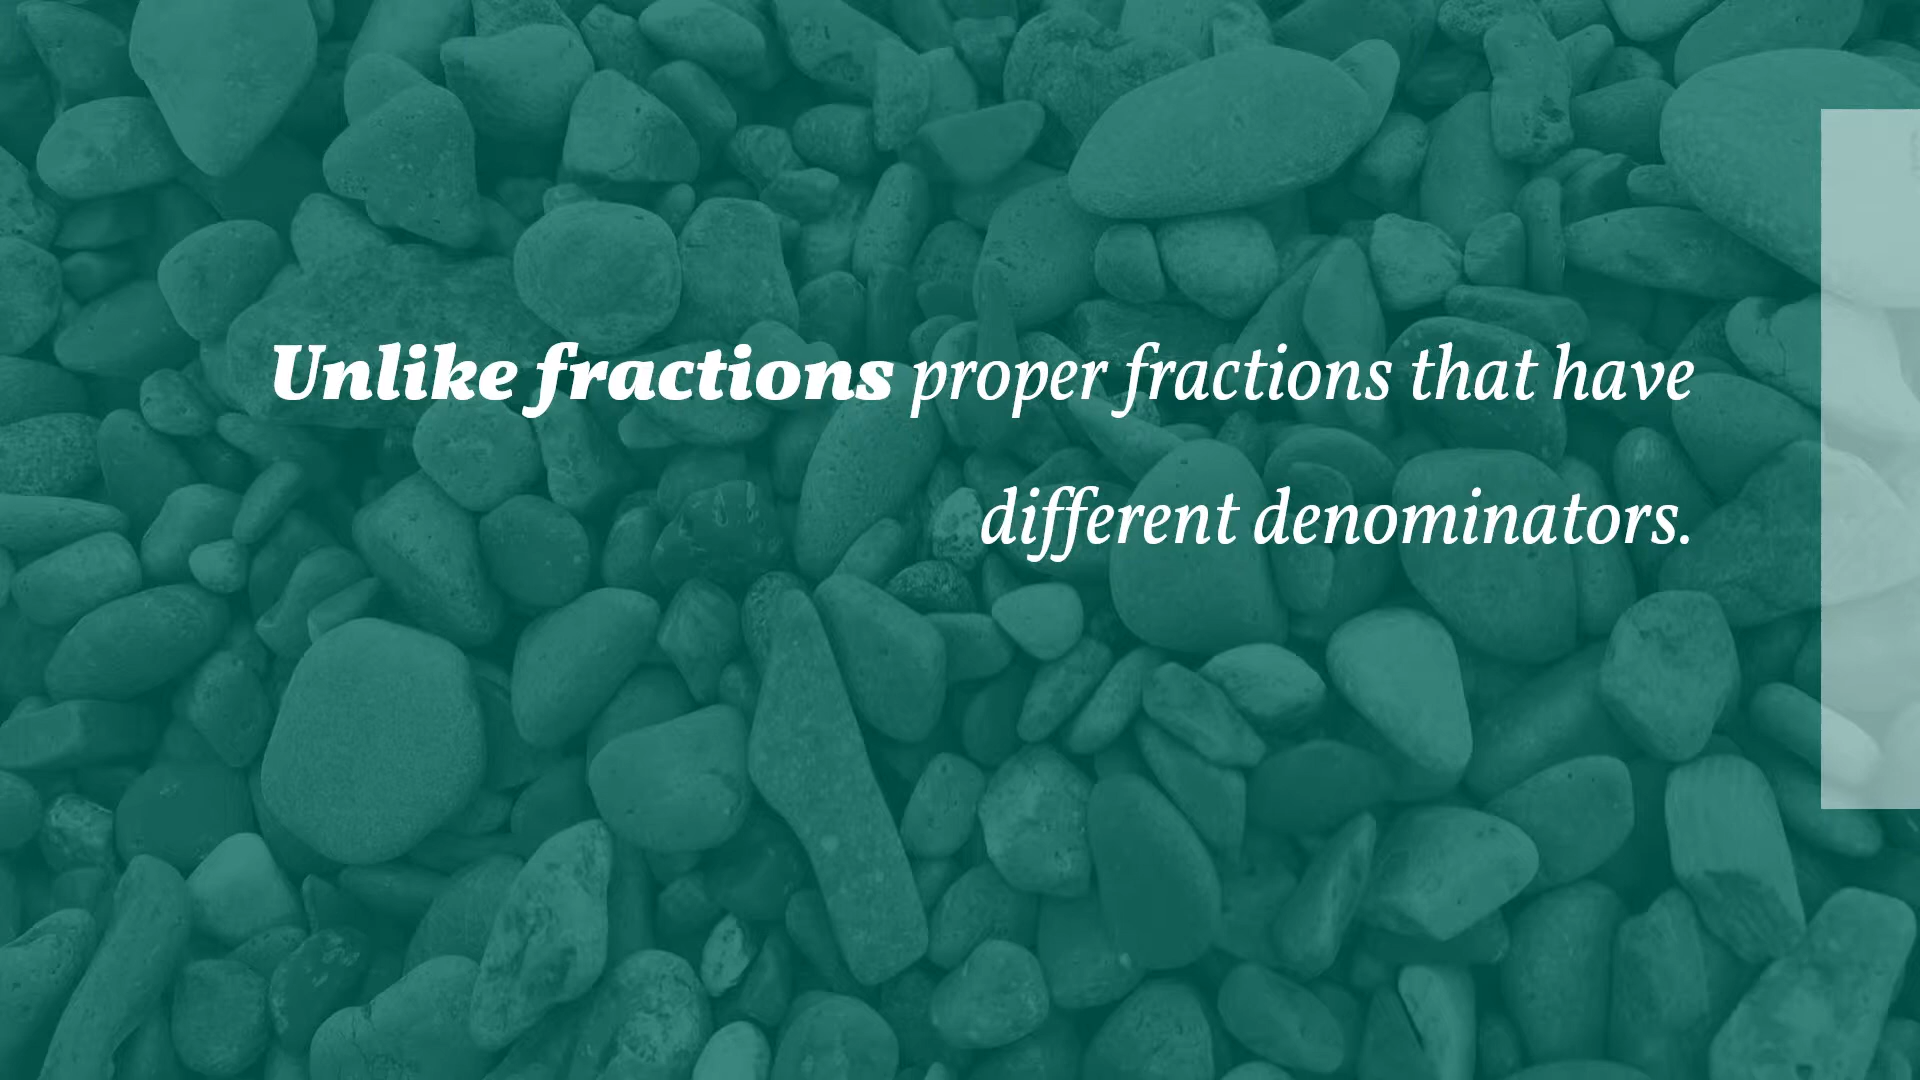 Unlike fractions proper fractions that have
different denominators.